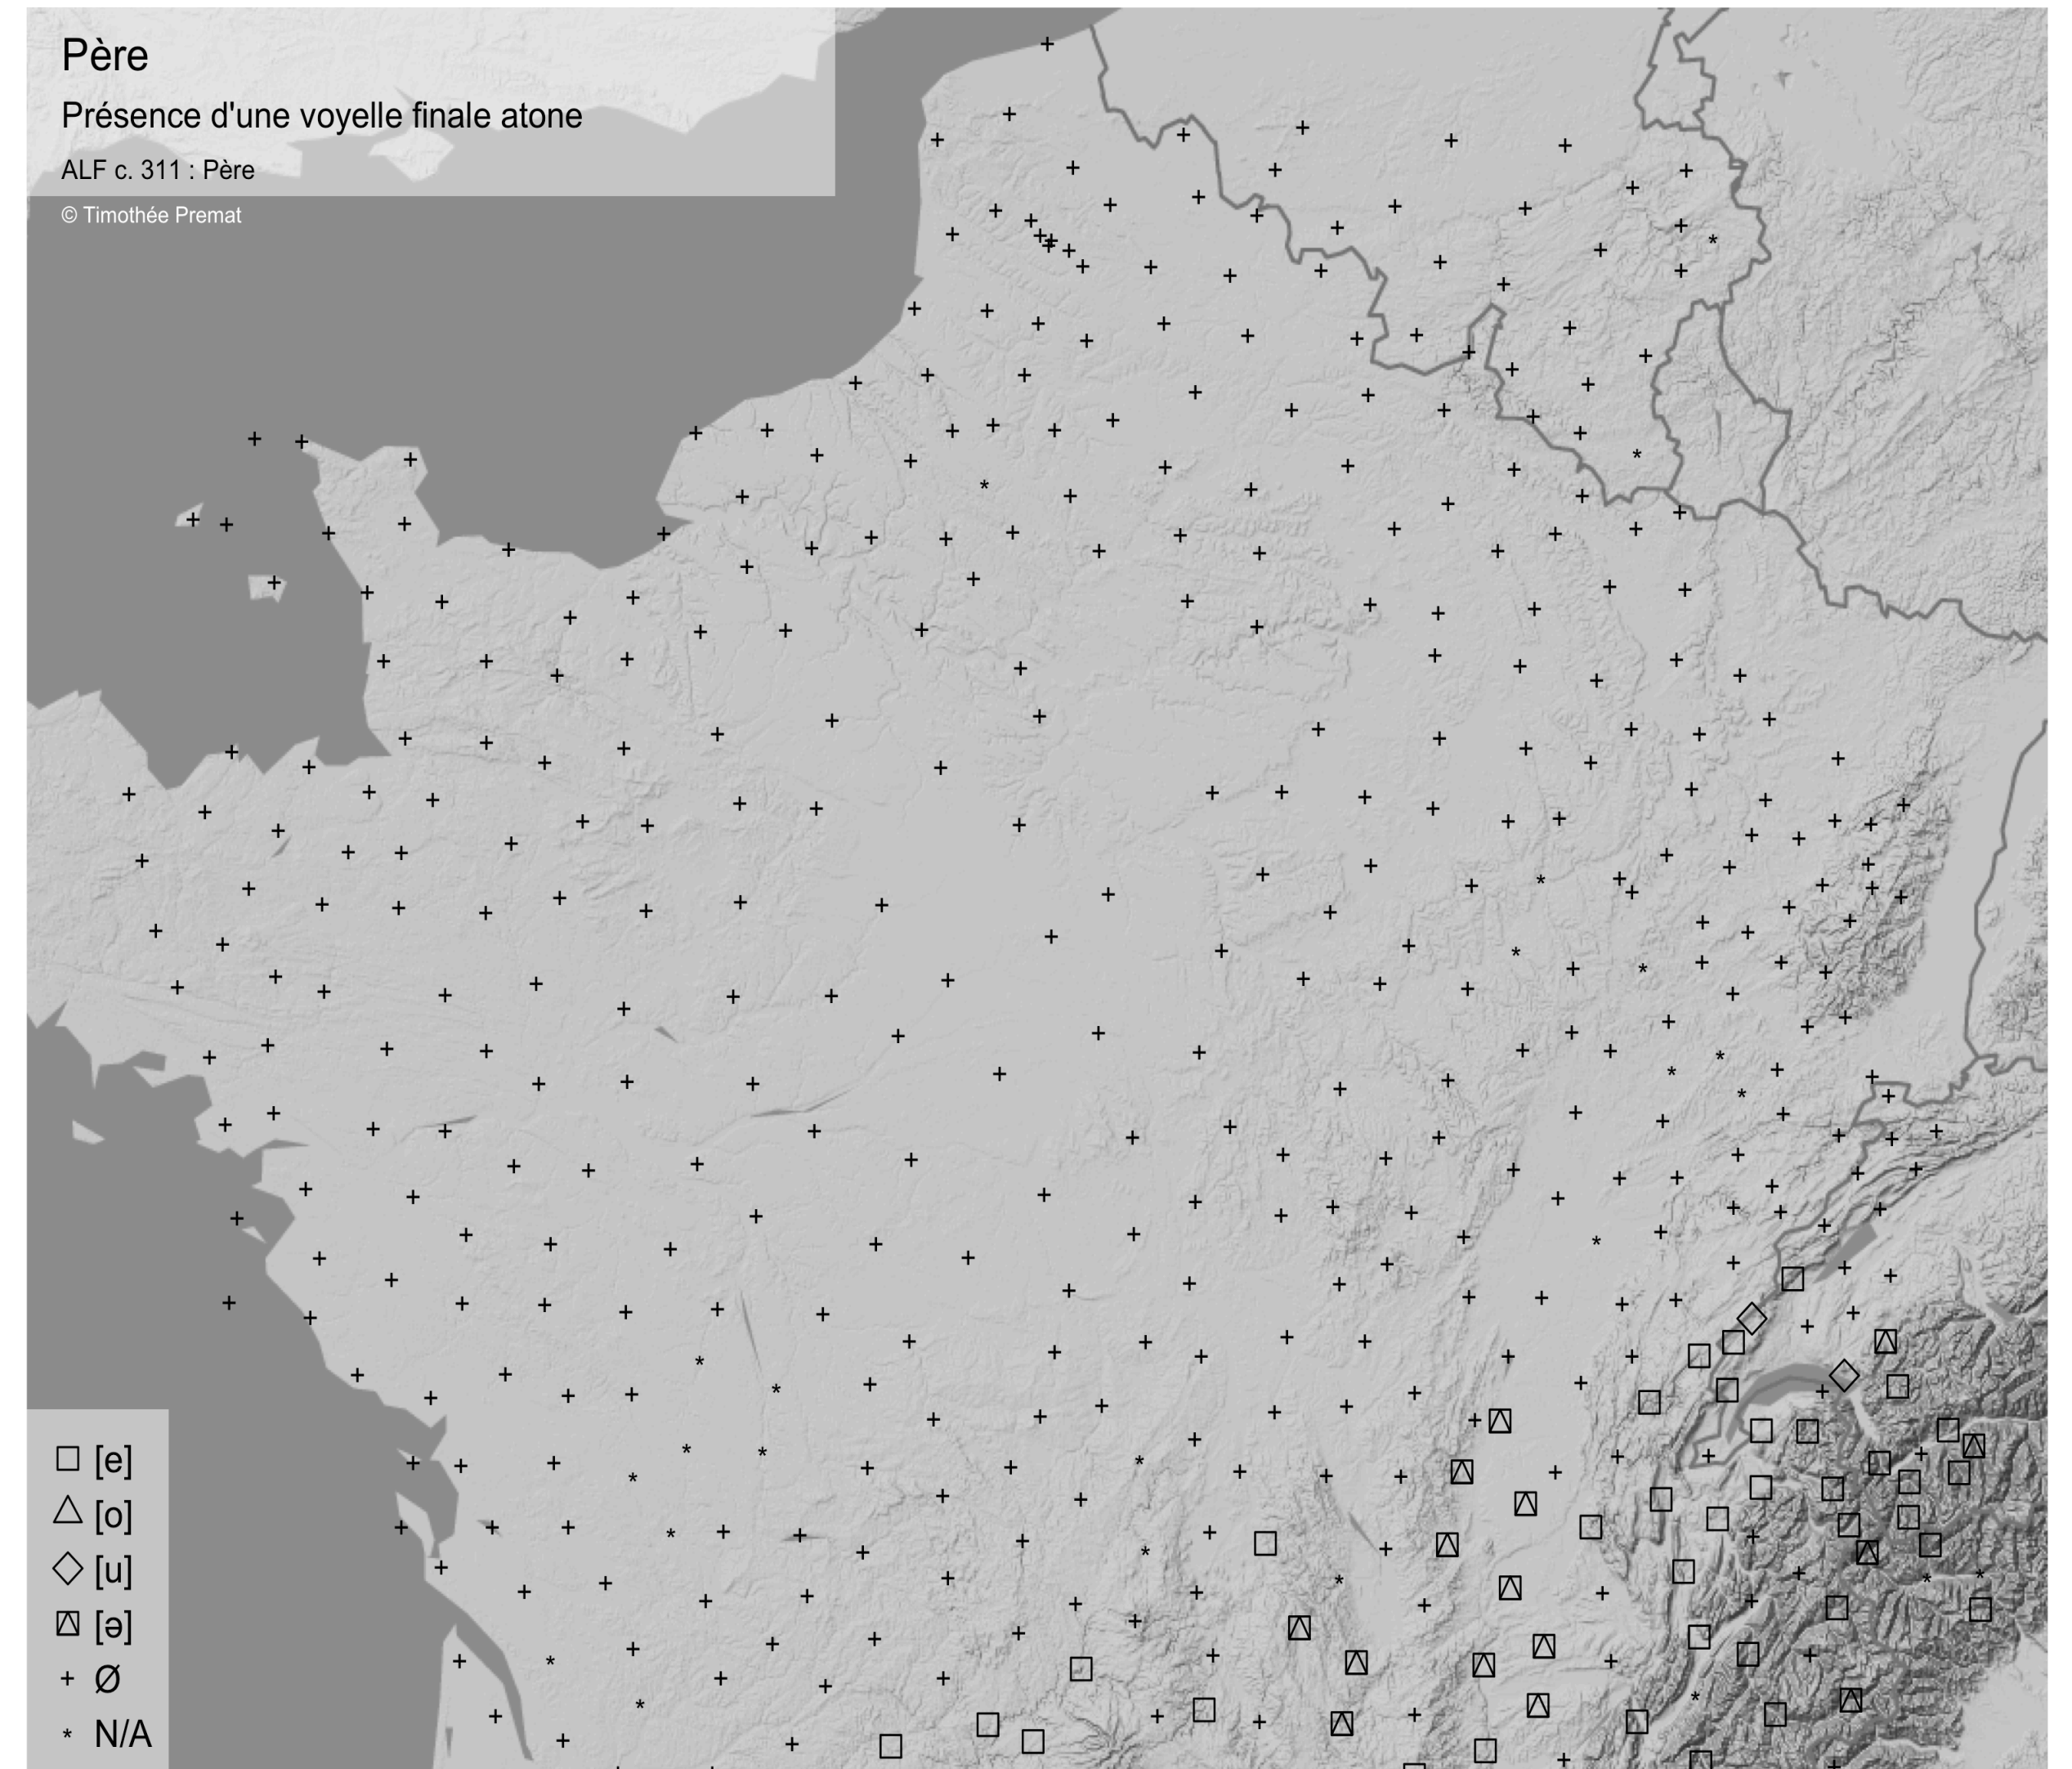 Père
Présence d'une voyelle finale atone
ALF c. 311 : Père
© Timothée Premat
[e]
[o]
[u]
[ə]
Ø
N/A